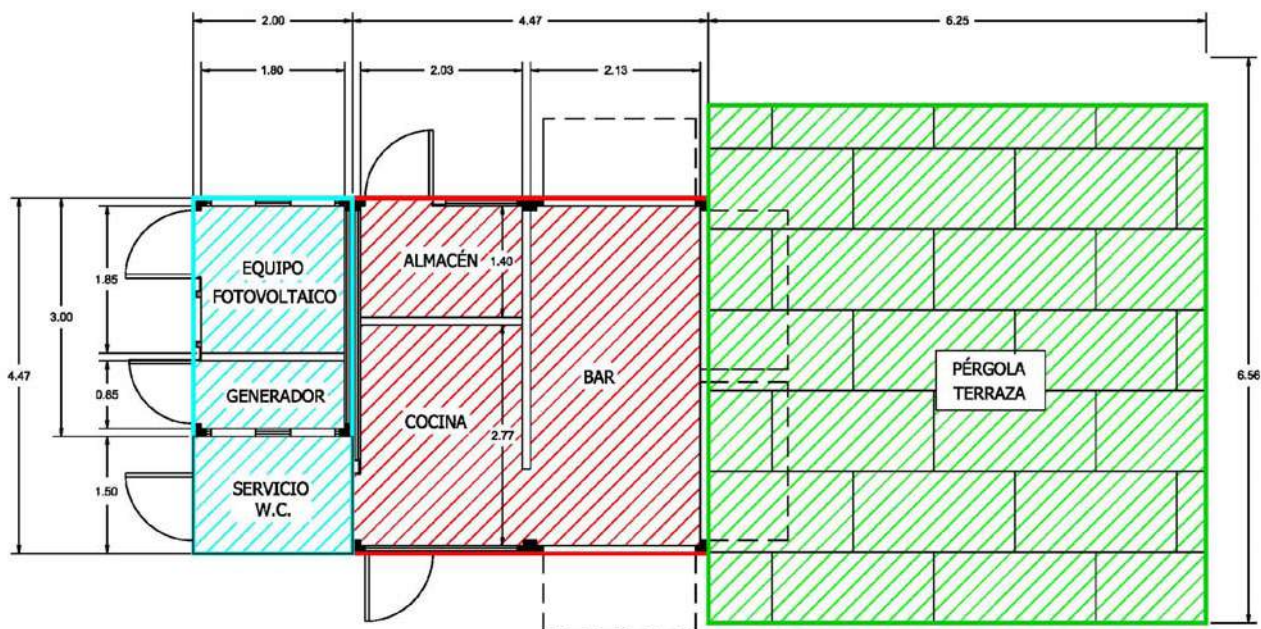 2.00
4.47
6.25
1.80
2.03
2.13
EQUIPO
FOTOVOLTAICO
ALMACÉN
1.40
1.85
3.00
4.47
BAR
PÉRGOLA
TERRAZA
6.56
0.85
GENERADOR
COCINA
2.77
1.50
SERVICIO
W.C.